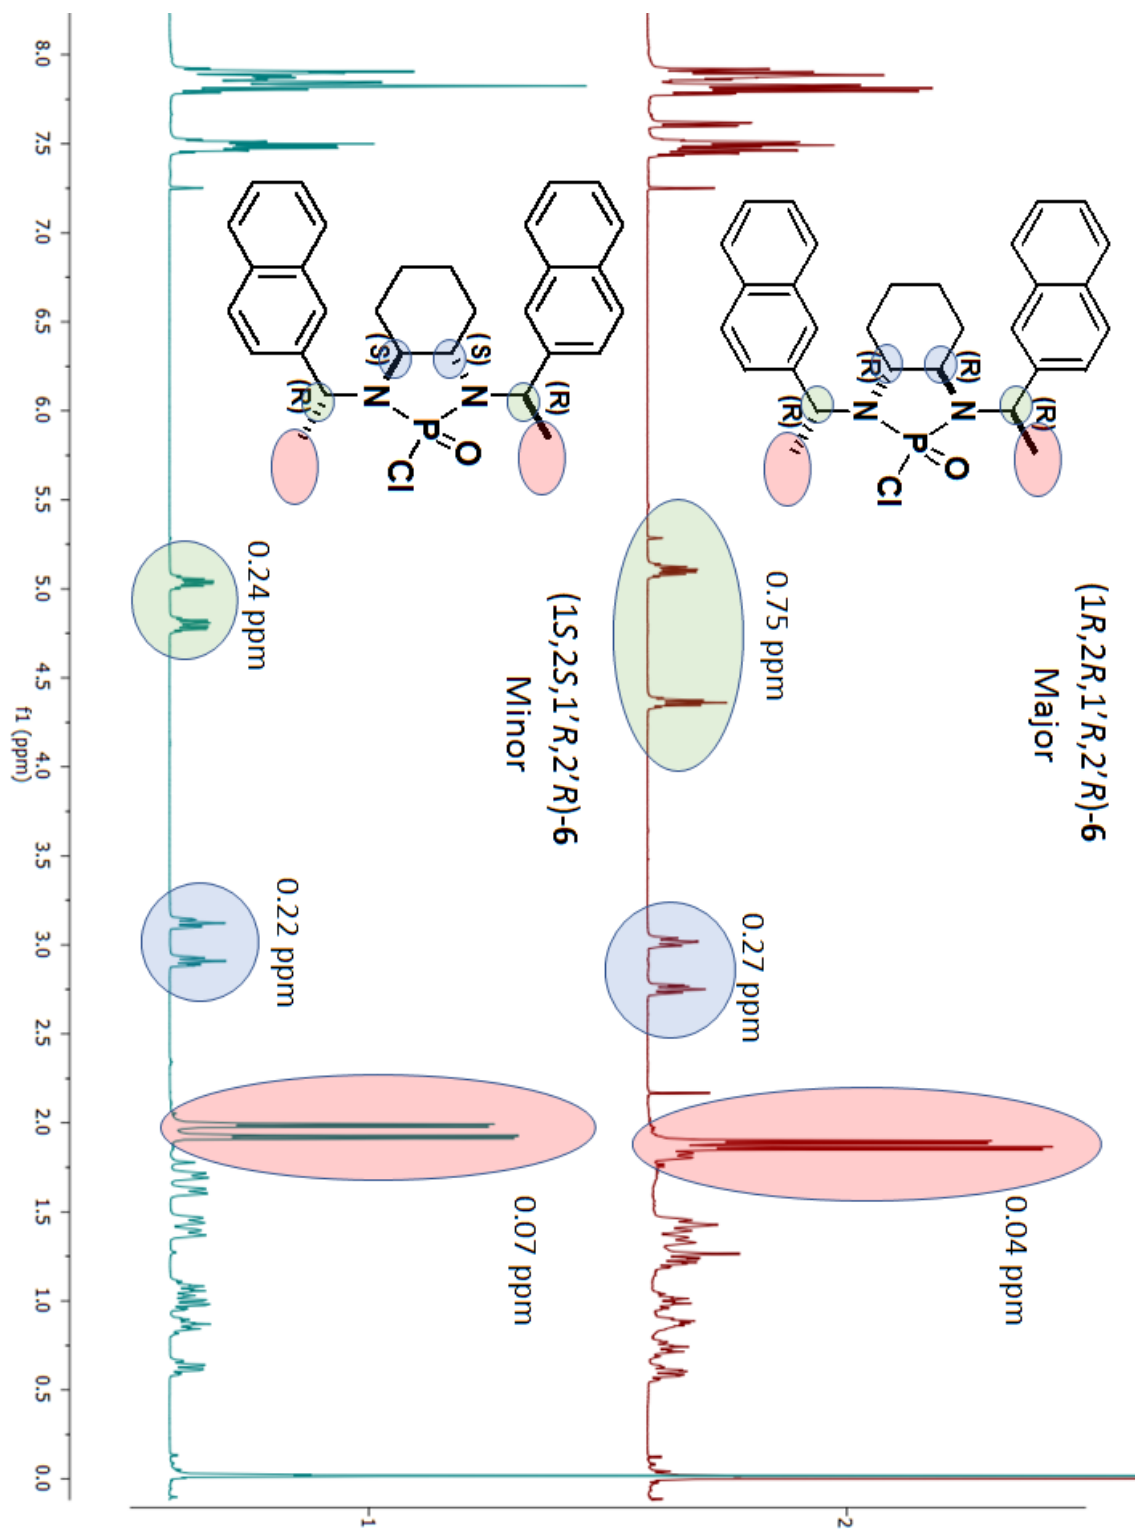 (1R,2R,1'R,2'R)-6
Major
0.75 ppm
0.27 ppm
0.04 ppm
(R)
(R)
(R)
(R)
N
N
P
O
Cl
2
(1S,2S,1'R,2'R)-6
Minor
0.24 ppm
0.22 ppm
0.07 ppm
(S)
(S)
(R)
(R)
N
N
P
O
Cl
1
8.0 7.5 7.0 6.5 6.0 5.5 5.0 4.5 4.0 3.5 3.0 2.5 2.0 1.5 1.0 0.5 0.0
f1 (ppm)